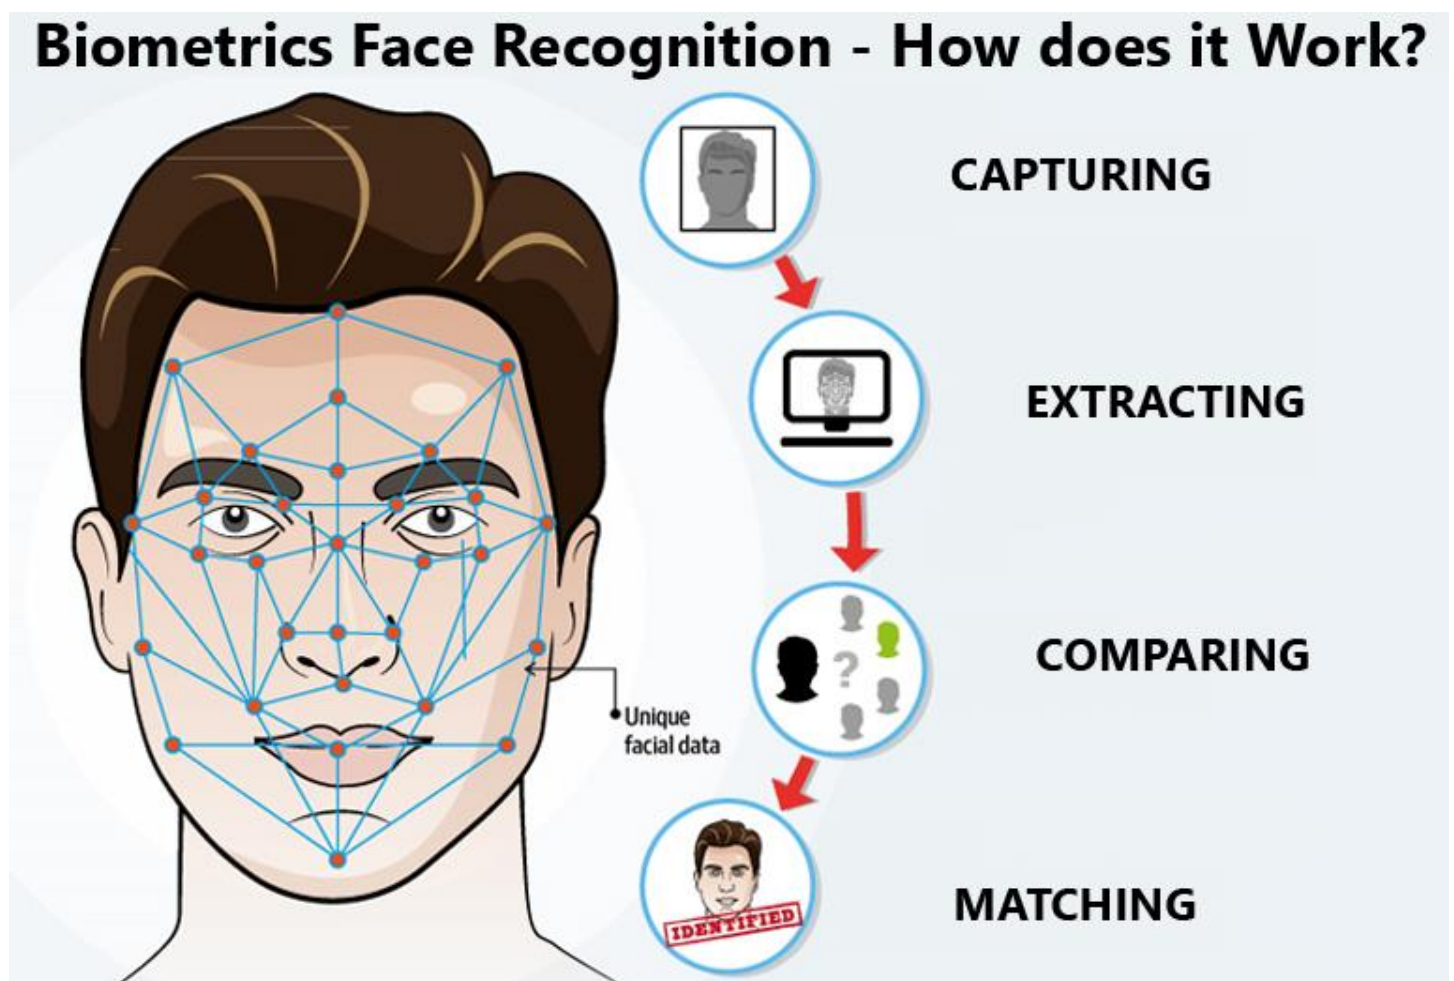 Biometrics Face Recognition - How does it Work?
CAPTURING
EXTRACTING
COMPARING
?
Unique
facial data
MATCHING
IDENTIFIED